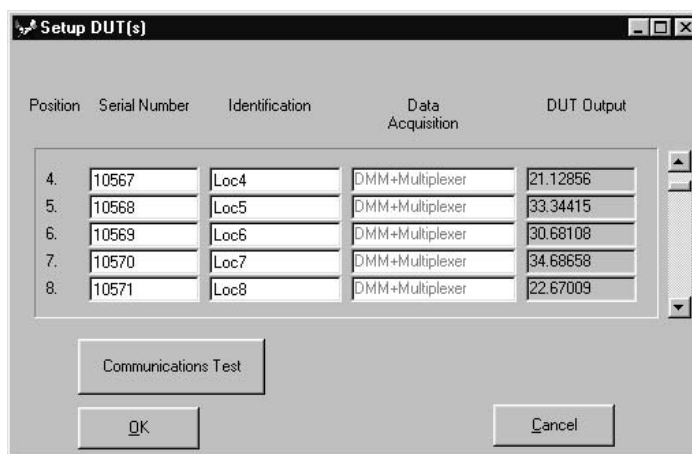 Setup DUT(s)
Position Serial Number Identification Data Acquisition DUT Output
4. 10567 Loc4 DMM+Multiplexer 21.12856
5. 10568 Loc5 DMM+Multiplexer 33.34415
6. 10569 Loc6 DMM+Multiplexer 30.68108
7. 10570 Loc7 DMM+Multiplexer 34.68658
8. 10571 Loc8 DMM+Multiplexer 22.67009
Communications Test
OK Cancel